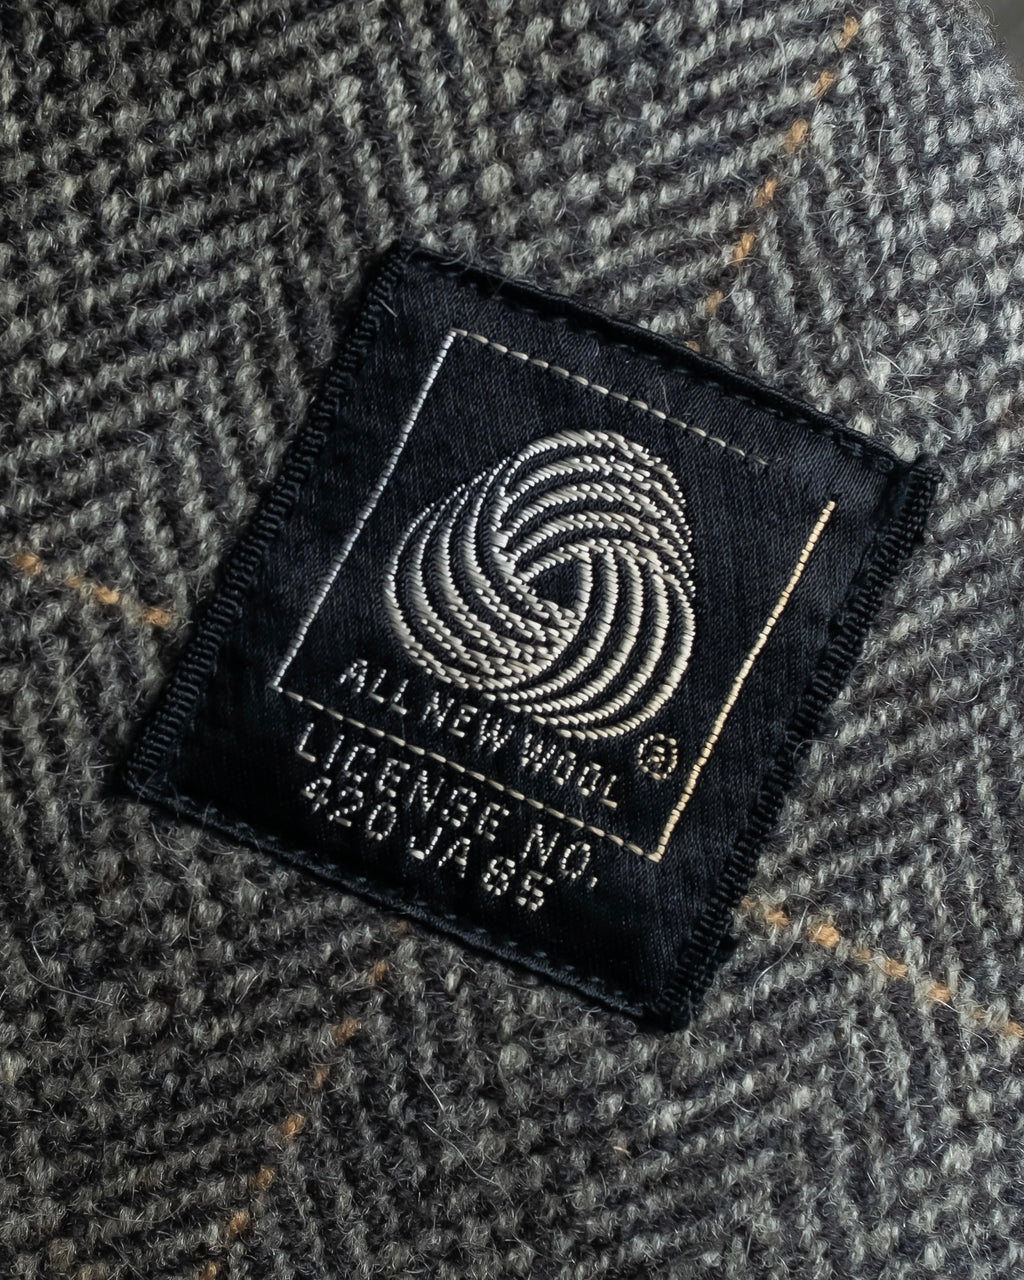 ALL NEW WOOL ®
LICENSE NO.
420 JA 65